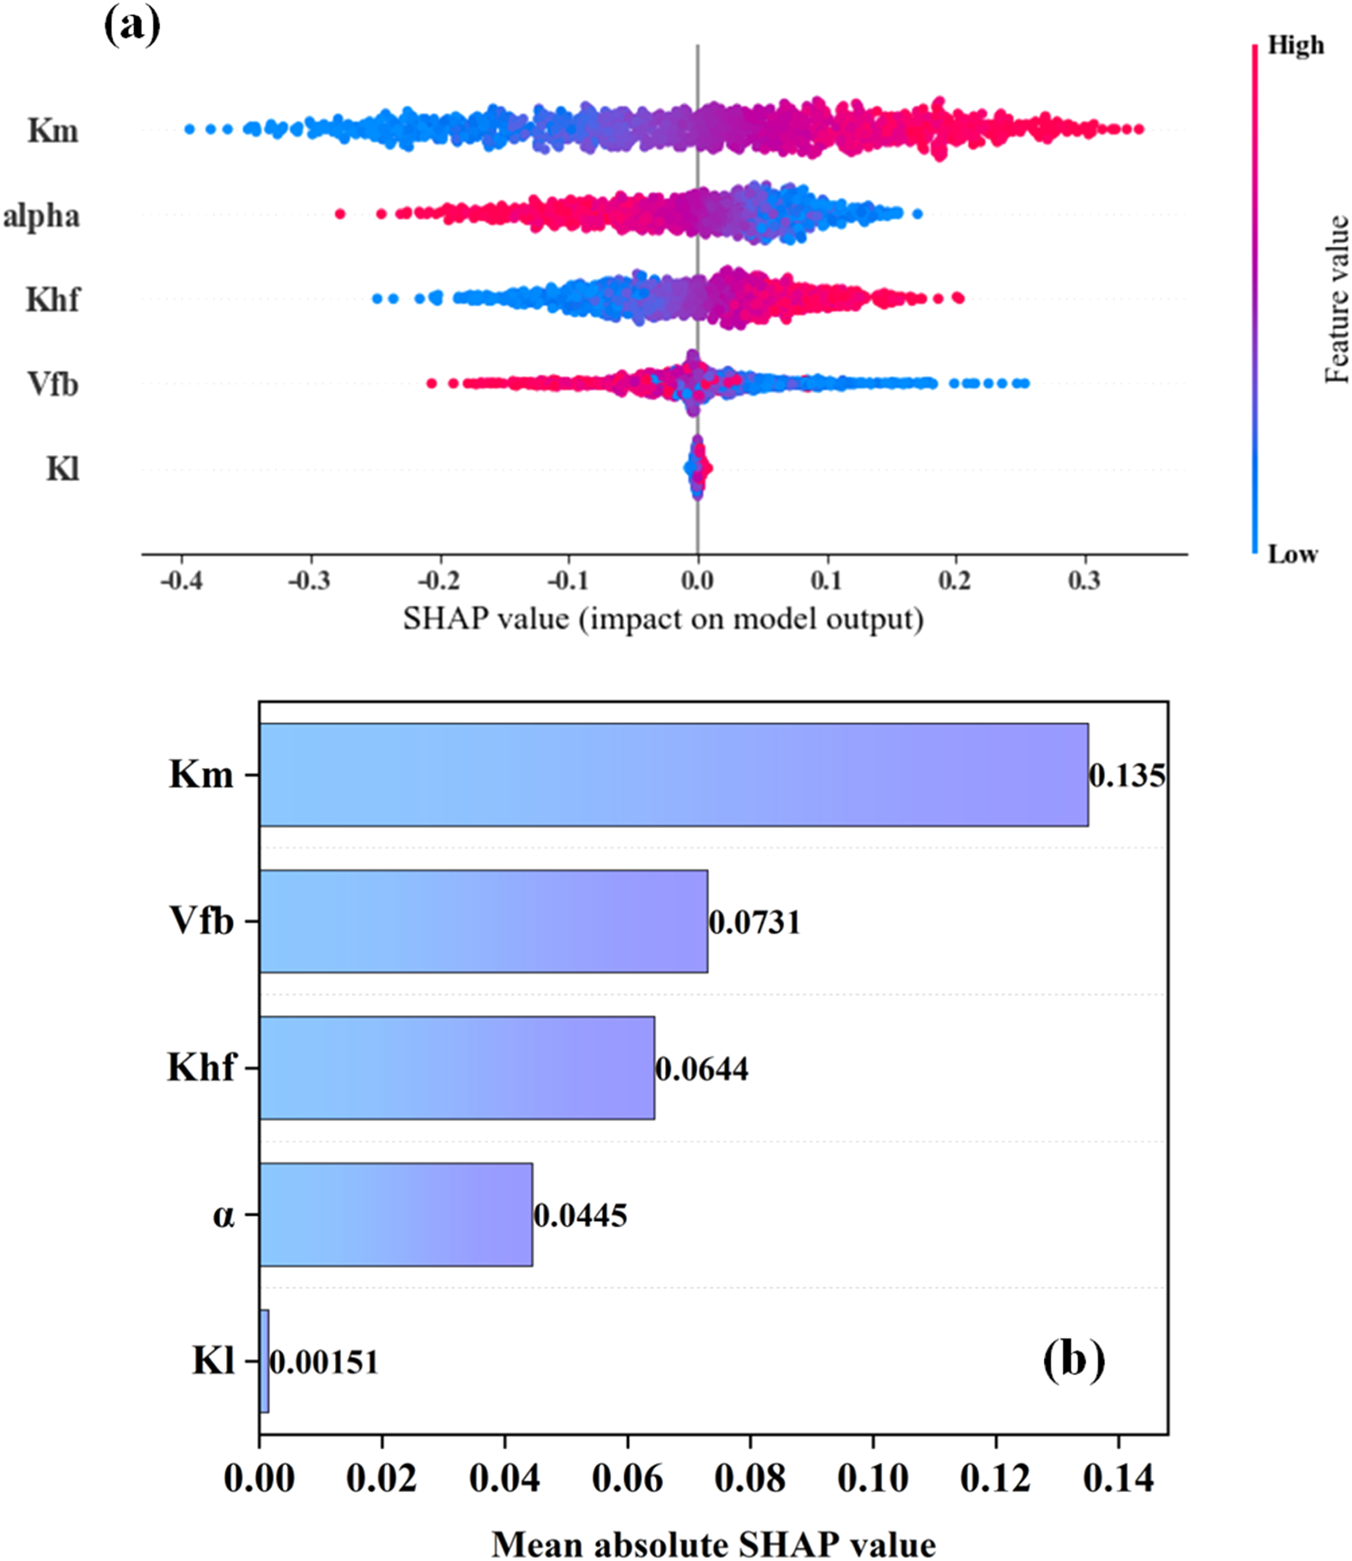 (a)
High
Km
alpha
Khf
Vfb
Kl
Feature value
Low
-0.4 -0.3 -0.2 -0.1 0.0 0.1 0.2 0.3
SHAP value (impact on model output)
Km 0.135
Vfb 0.0731
Khf 0.0644
α 0.0445
Kl 0.00151
(b)
0.00 0.02 0.04 0.06 0.08 0.10 0.12 0.14
Mean absolute SHAP value